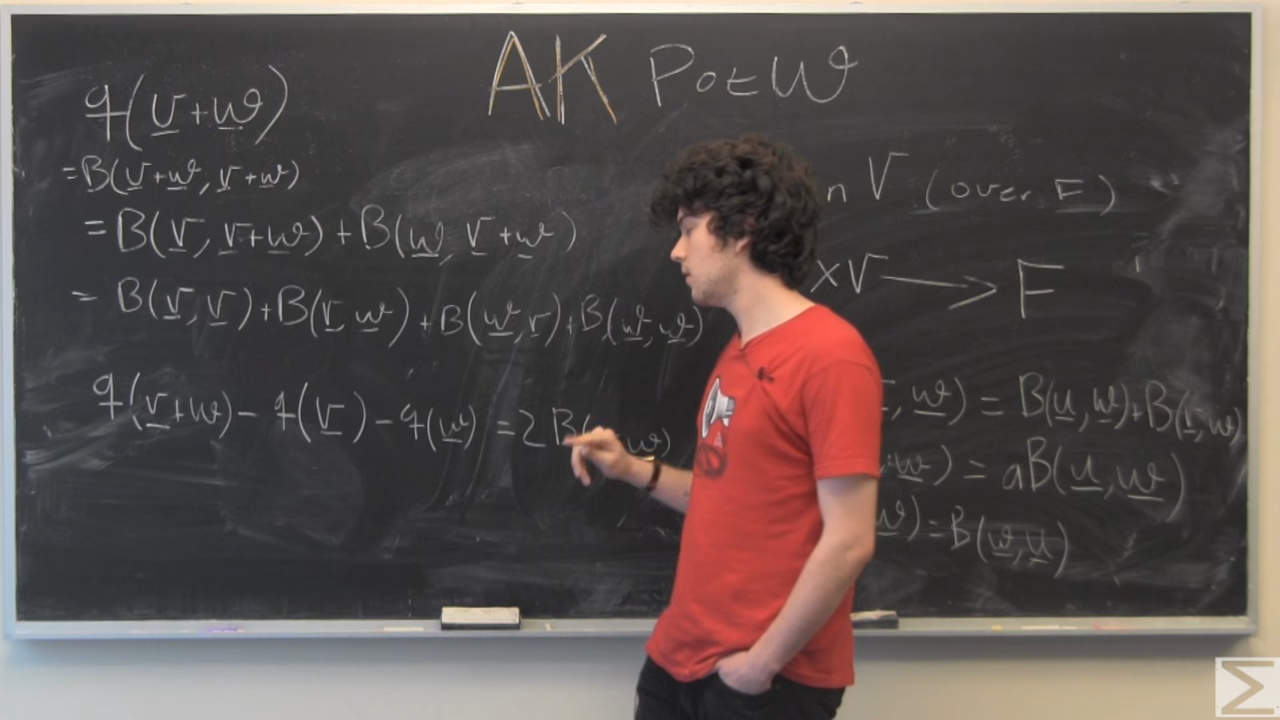 AK PotW
q(v+w)
=B(v+w, v+w)
= B(v, v+w) + B(w, v+w)
= B(v, v) + B(v, w) + B(w, v) + B(w, w)
q(v+w) - q(v) - q(w) = 2B( w)
n V (over F)
×V → F
, w) = B(u, w) + B(v, w)
w) = aB(u, w)
w) = B(w, u)
Σ